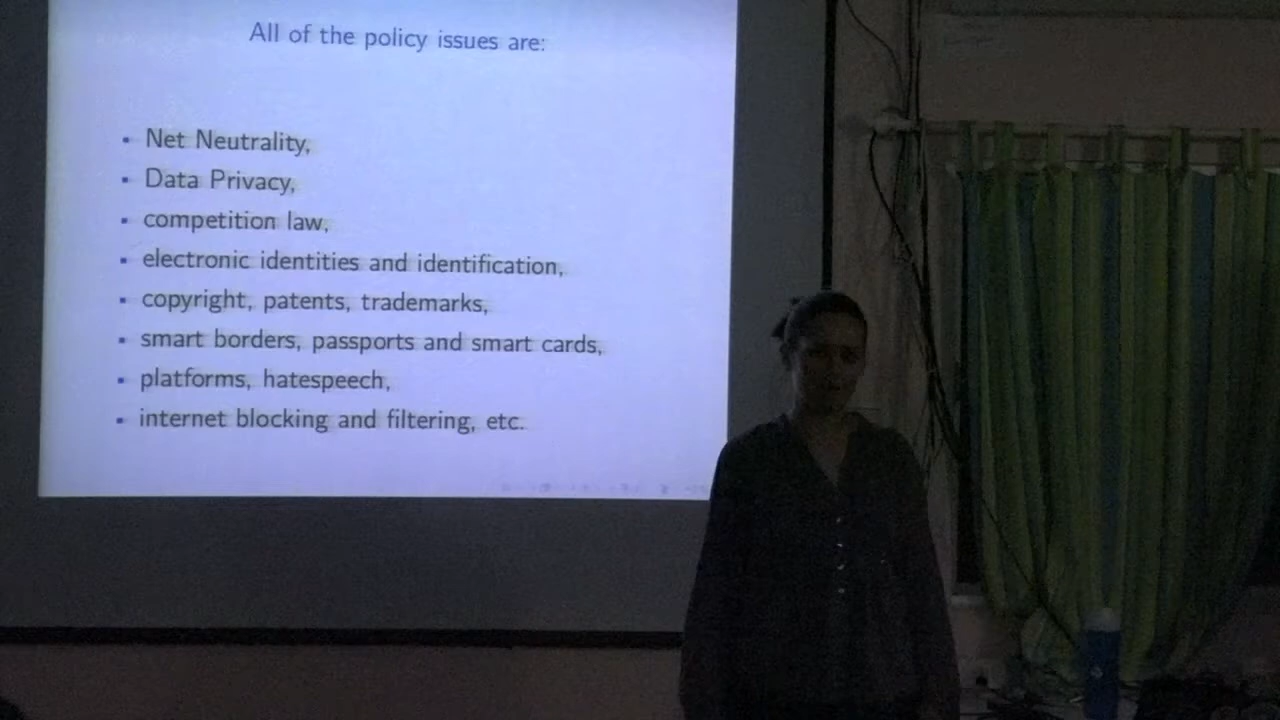 All of the policy issues are:
Net Neutrality,
Data Privacy,
competition law,
electronic identities and identification,
copyright, patents, trademarks,
smart borders, passports and smart cards,
platforms, hatespeech,
internet blocking and filtering, etc.